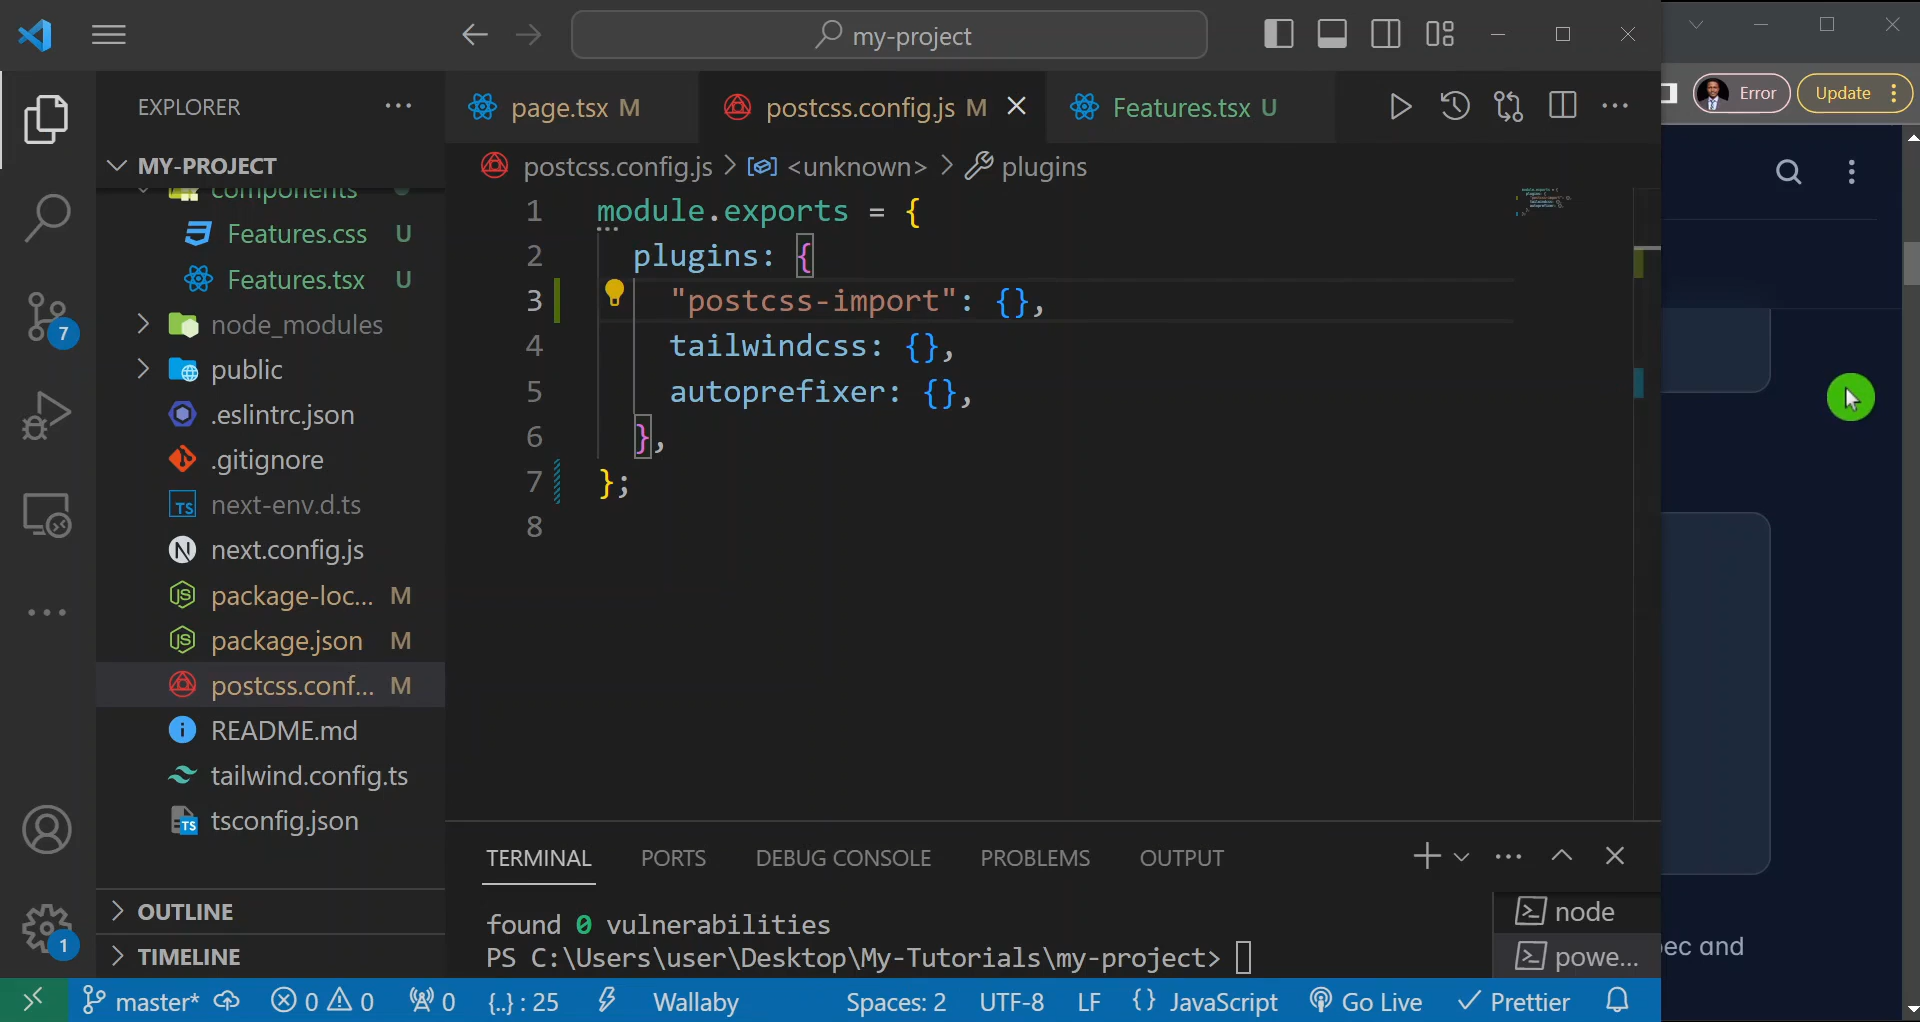 my-project
Error
Update
EXPLORER
page.tsx M
postcss.config.js M
Features.tsx U
MY-PROJECT
postcss.config.js > <unknown> > plugins
components
Features.css U
Features.tsx U
node_modules
public
.eslintrc.json
.gitignore
next-env.d.ts
next.config.js
package-loc... M
package.json M
postcss.conf... M
README.md
tailwind.config.ts
tsconfig.json
OUTLINE
TIMELINE
7
1
1 module.exports = {
2 plugins: {
3 "postcss-import": {},
4 tailwindcss: {},
5 autoprefixer: {},
6 },
7 };
8
TERMINAL PORTS DEBUG CONSOLE PROBLEMS OUTPUT
found 0 vulnerabilities
PS C:\Users\user\Desktop\My-Tutorials\my-project>
node
powe...
ec and
master* 0 0 0 {..} : 25 Wallaby Spaces: 2 UTF-8 LF {} JavaScript Go Live Prettier